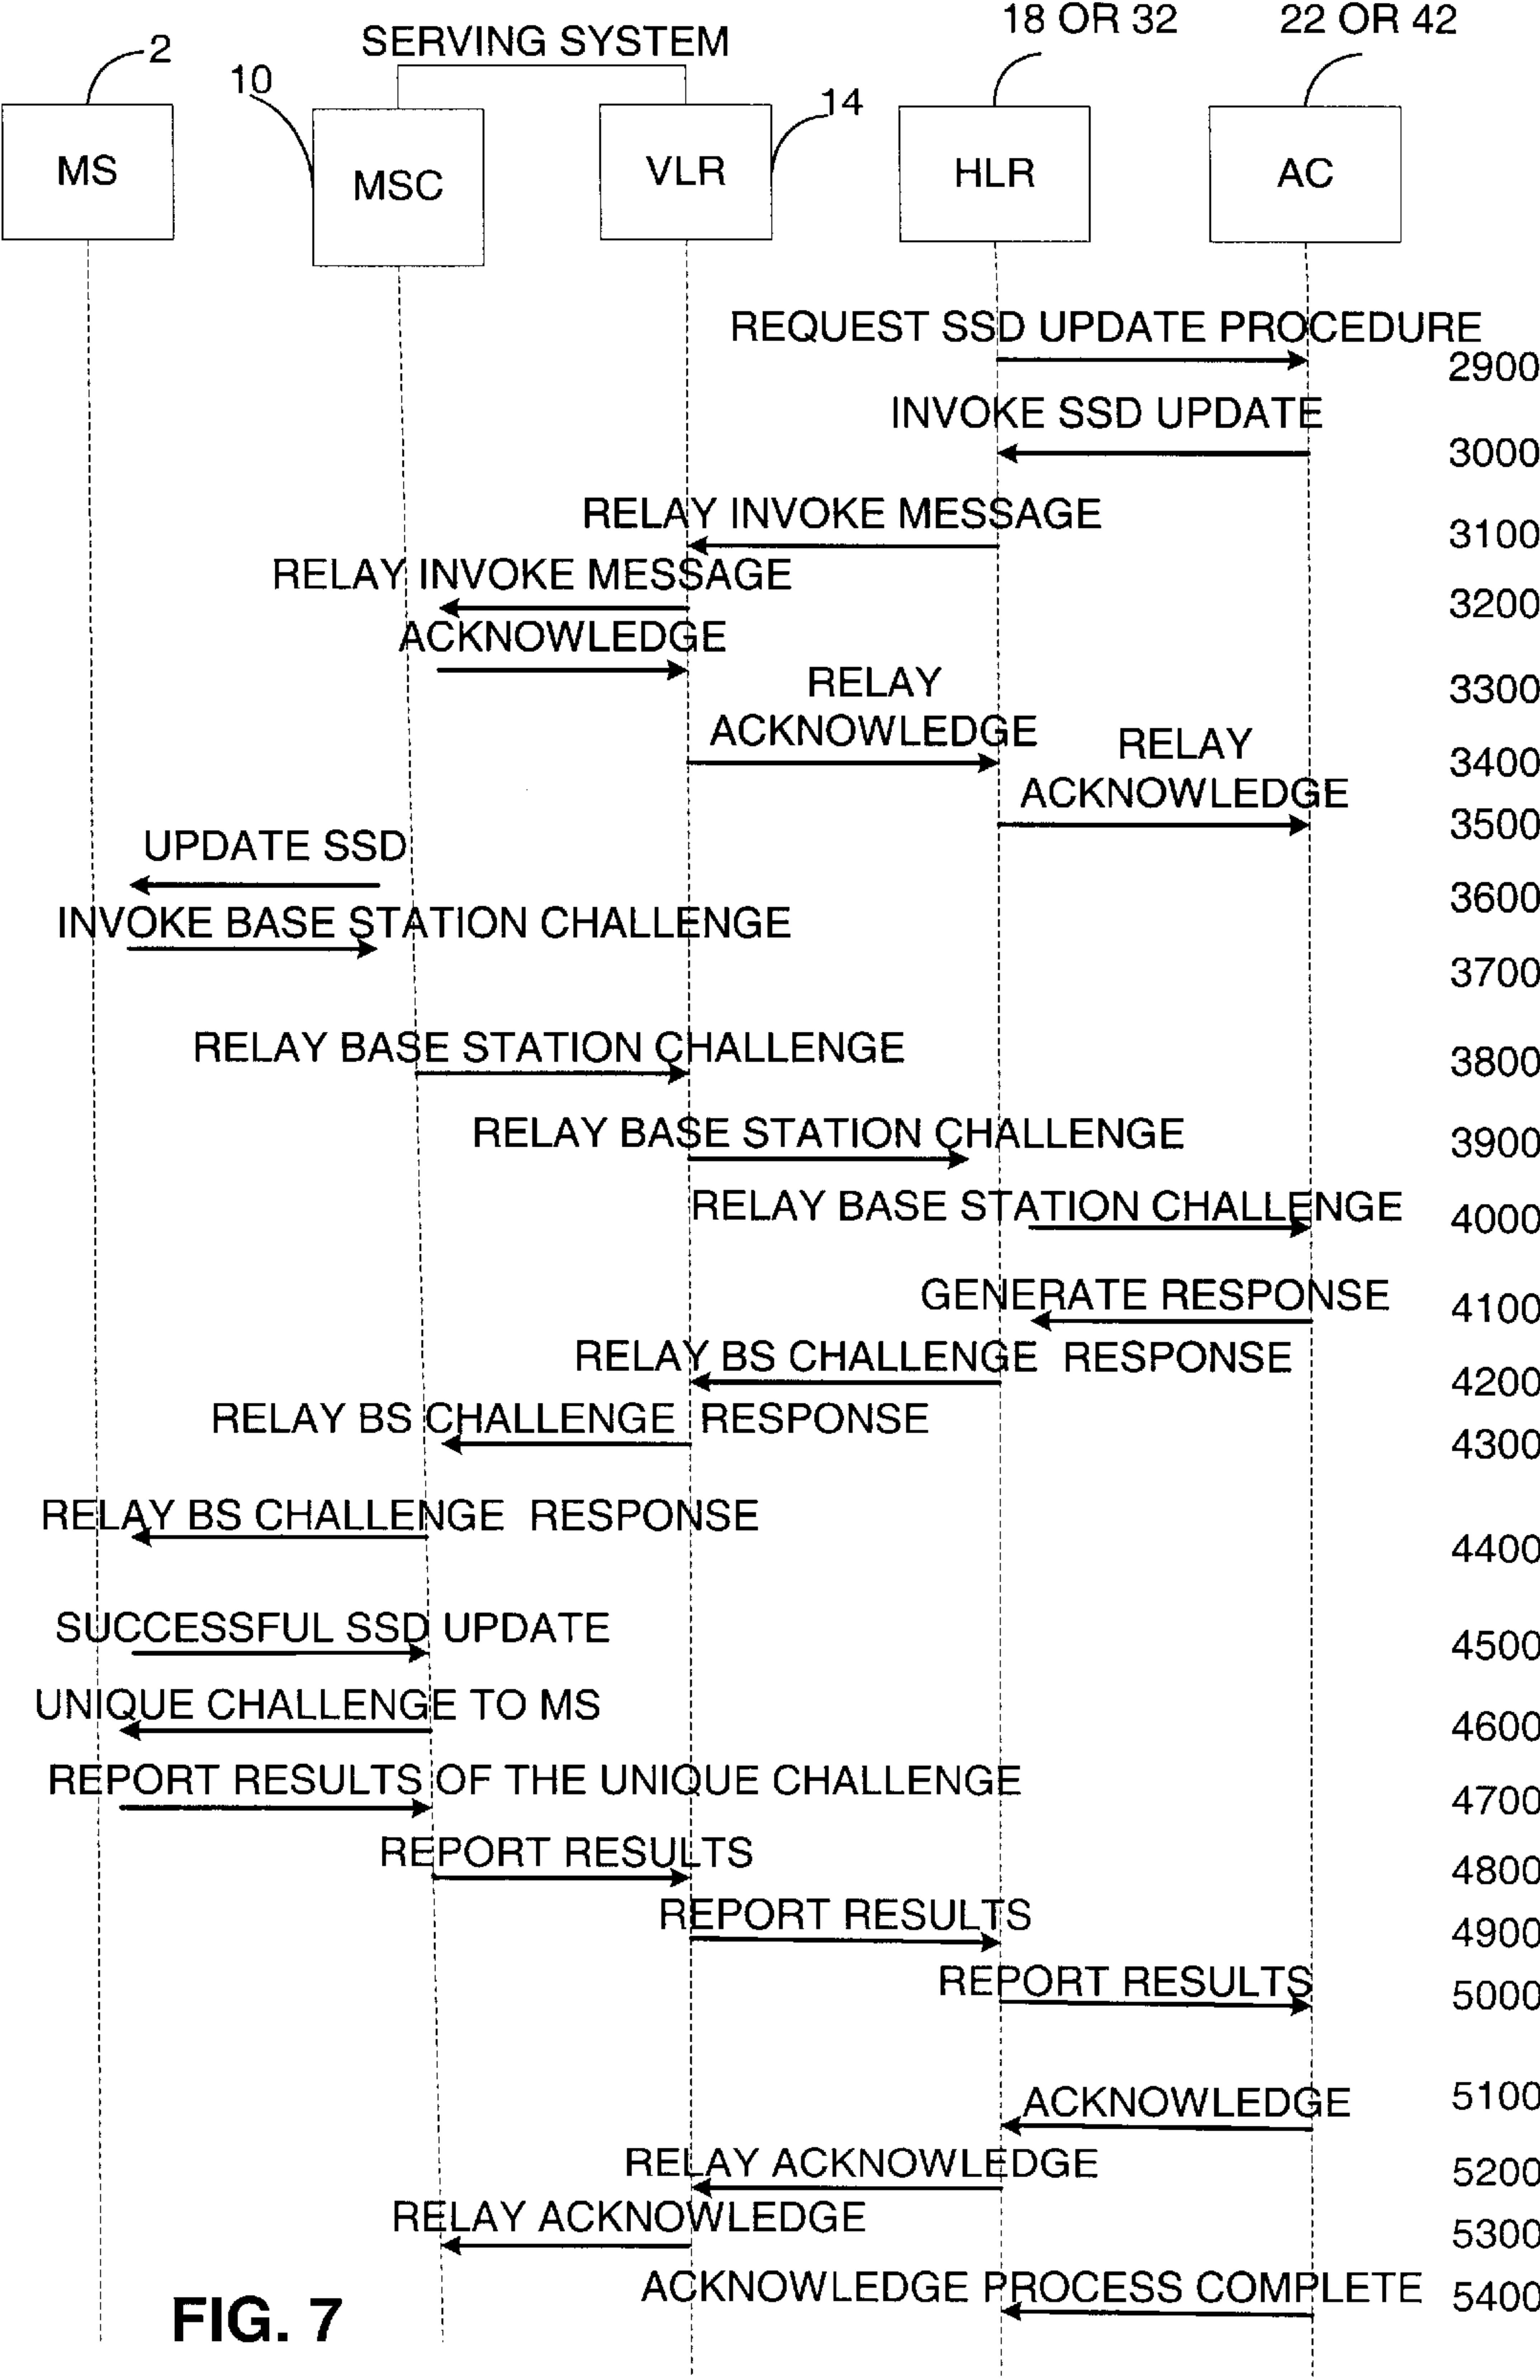 18 OR 32
22 OR 42
SERVING SYSTEM
2
10
14
MS
MSC
VLR
HLR
AC
REQUEST SSD UPDATE PROCEDURE
2900
INVOKE SSD UPDATE
3000
RELAY INVOKE MESSAGE
3100
RELAY INVOKE MESSAGE
3200
ACKNOWLEDGE
3300
RELAY
ACKNOWLEDGE
3400
RELAY
ACKNOWLEDGE
3500
UPDATE SSD
3600
INVOKE BASE STATION CHALLENGE
3700
RELAY BASE STATION CHALLENGE
3800
RELAY BASE STATION CHALLENGE
3900
RELAY BASE STATION CHALLENGE
4000
GENERATE RESPONSE
4100
RELAY BS CHALLENGE RESPONSE
4200
RELAY BS CHALLENGE RESPONSE
4300
RELAY BS CHALLENGE RESPONSE
4400
SUCCESSFUL SSD UPDATE
4500
UNIQUE CHALLENGE TO MS
4600
REPORT RESULTS OF THE UNIQUE CHALLENGE
4700
REPORT RESULTS
4800
REPORT RESULTS
4900
REPORT RESULTS
5000
ACKNOWLEDGE
5100
RELAY ACKNOWLEDGE
5200
RELAY ACKNOWLEDGE
5300
ACKNOWLEDGE PROCESS COMPLETE
5400
FIG. 7